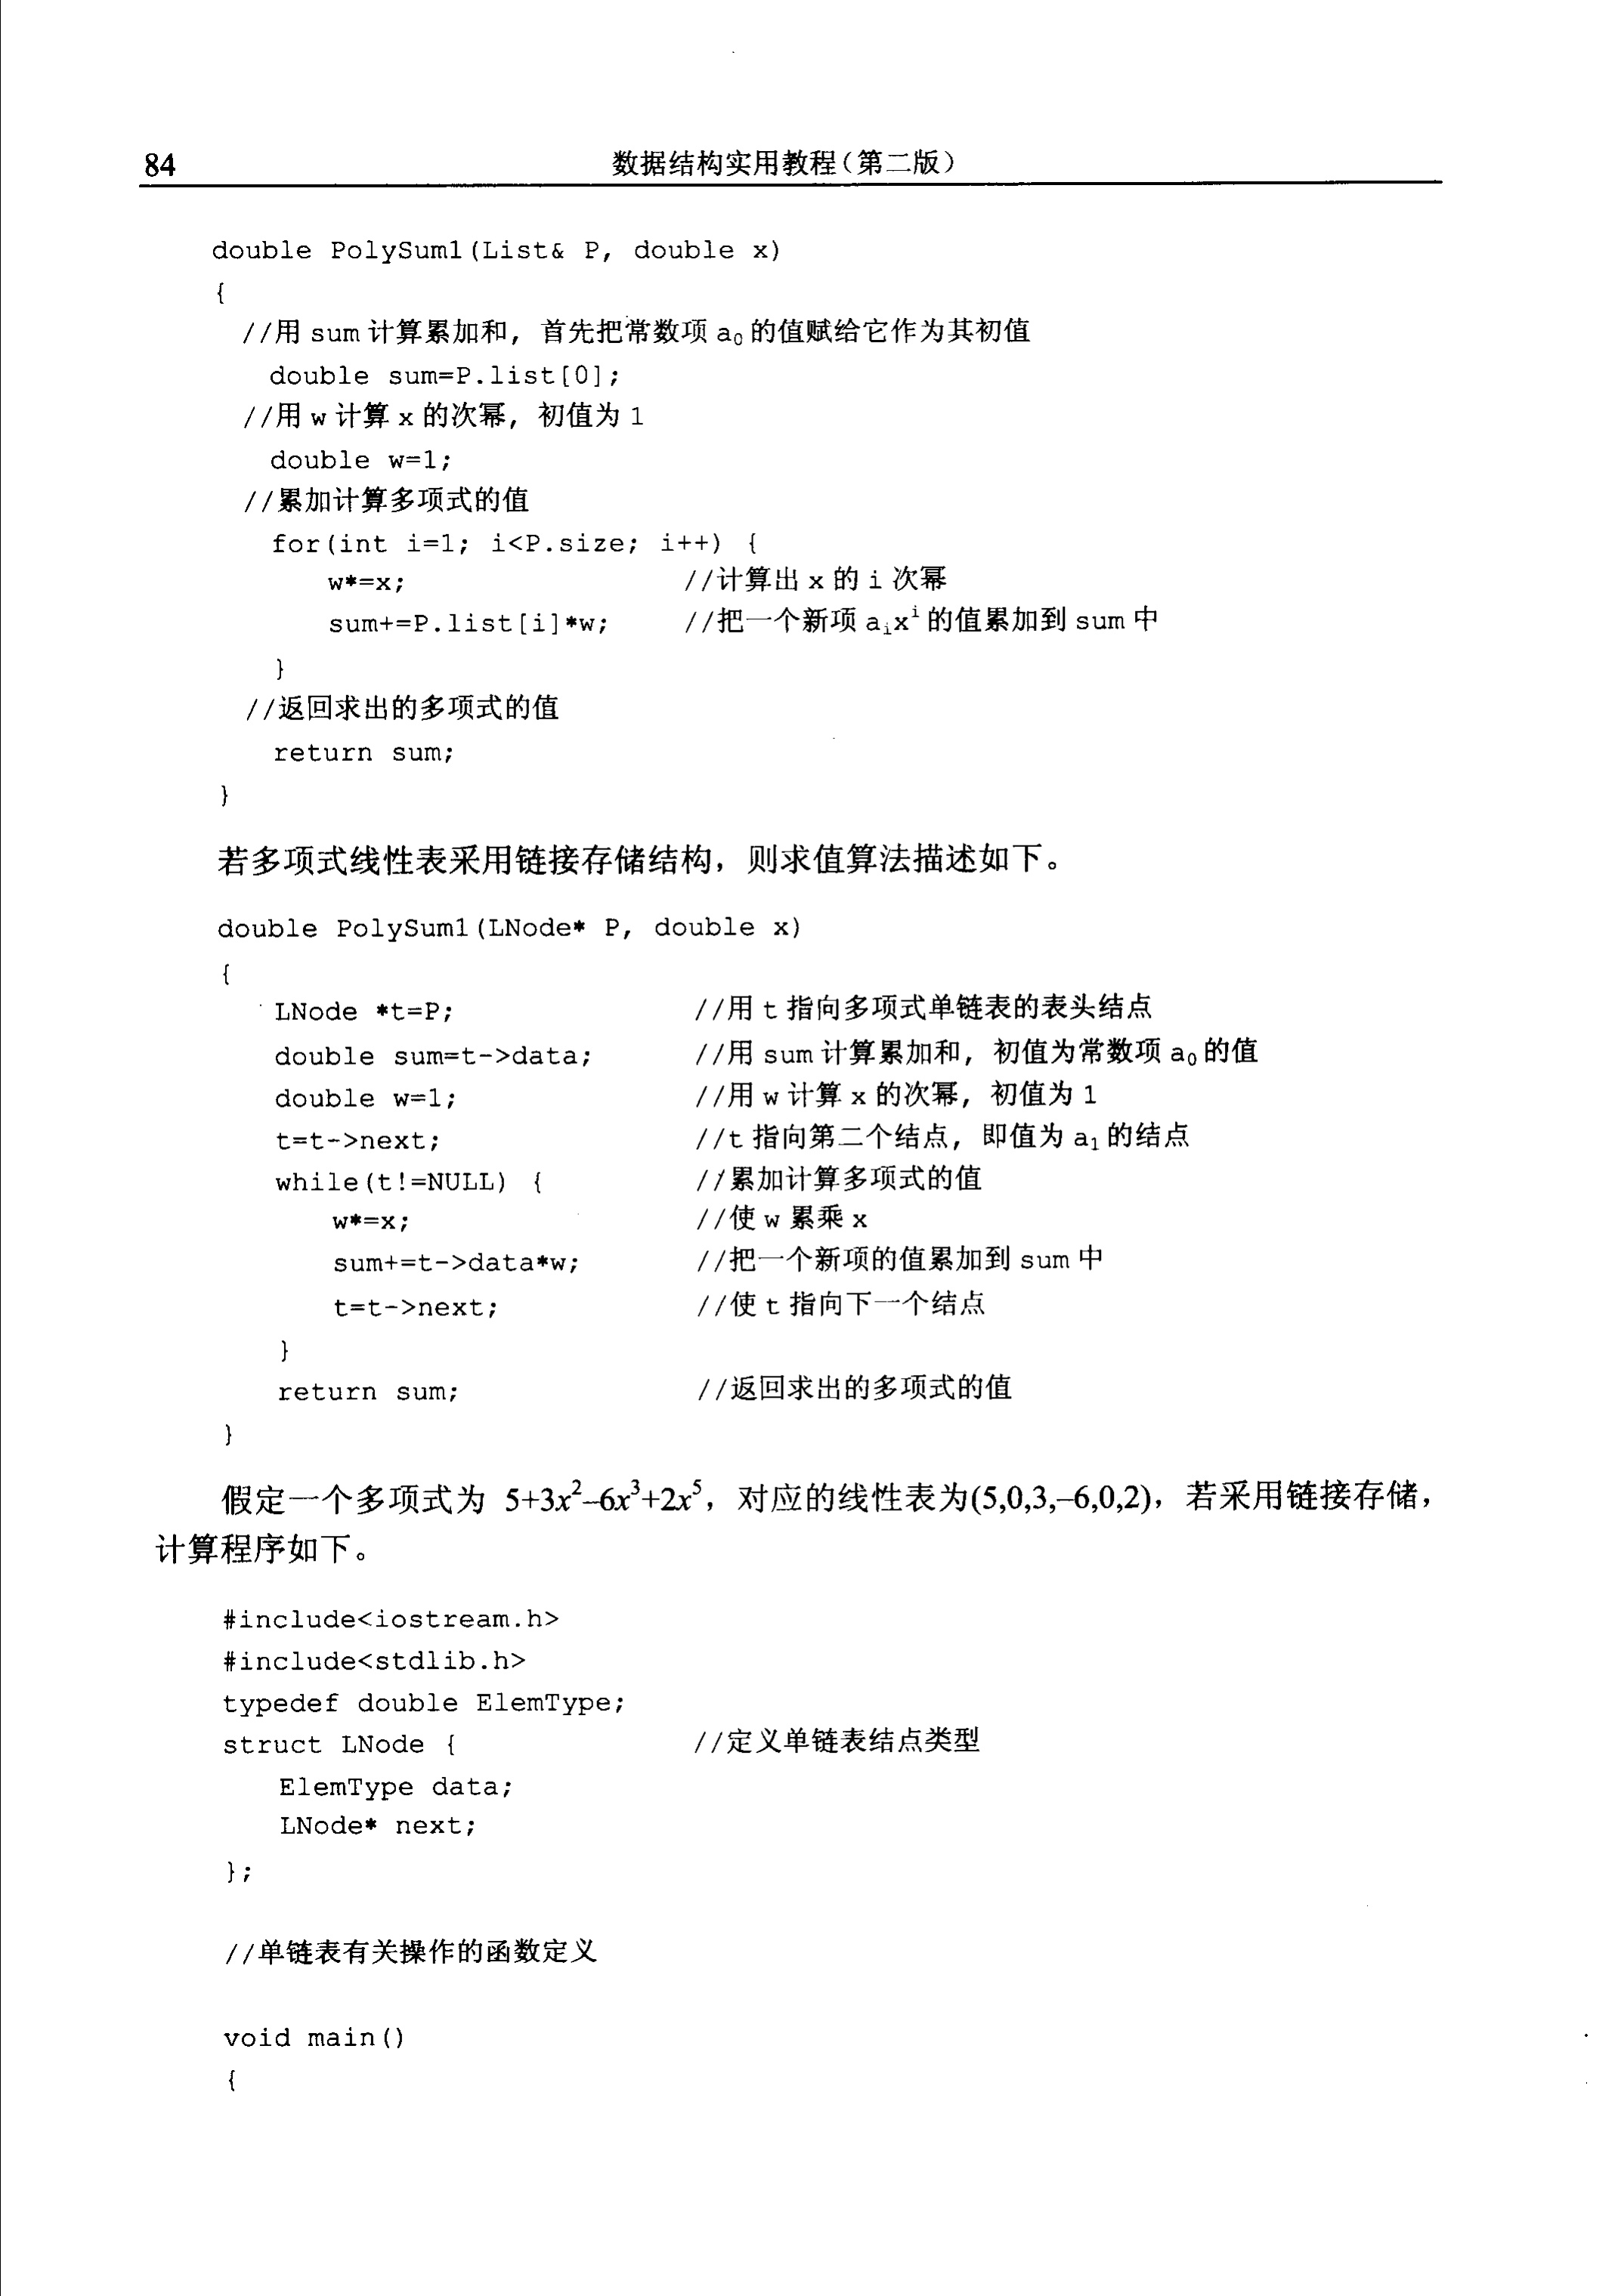 84
数据结构实用教程(第二版)
double PolySum1(List& P, double x)
{
//用 sum 计算累加和，首先把常数项 a₀ 的值赋给它作为其初值
double sum=P.list[0];
//用 w 计算 x 的次幂，初值为 1
double w=1;
//累加计算多项式的值
for(int i=1; i<P.size; i++) {
w*=x; //计算出 x 的 i 次幂
sum+=P.list[i]*w; //把一个新项 aᵢxⁱ 的值累加到 sum 中
}
//返回求出的多项式的值
return sum;
}
若多项式线性表采用链接存储结构，则求值算法描述如下。
double PolySum1(LNode* P, double x)
{
LNode *t=P; //用 t 指向多项式单链表的表头结点
double sum=t->data; //用 sum 计算累加和，初值为常数项 a₀ 的值
double w=1; //用 w 计算 x 的次幂，初值为 1
t=t->next; //t 指向第二个结点，即值为 a₁ 的结点
while(t!=NULL) { //累加计算多项式的值
w*=x; //使 w 累乘 x
sum+=t->data*w; //把一个新项的值累加到 sum 中
t=t->next; //使 t 指向下一个结点
}
return sum; //返回求出的多项式的值
}
假定一个多项式为 5+3x²–6x³+2x⁵，对应的线性表为(5,0,3,–6,0,2)，若采用链接存储，
计算程序如下。
#include<iostream.h>
#include<stdlib.h>
typedef double ElemType;
struct LNode { //定义单链表结点类型
ElemType data;
LNode* next;
};
//单链表有关操作的函数定义
void main()
{